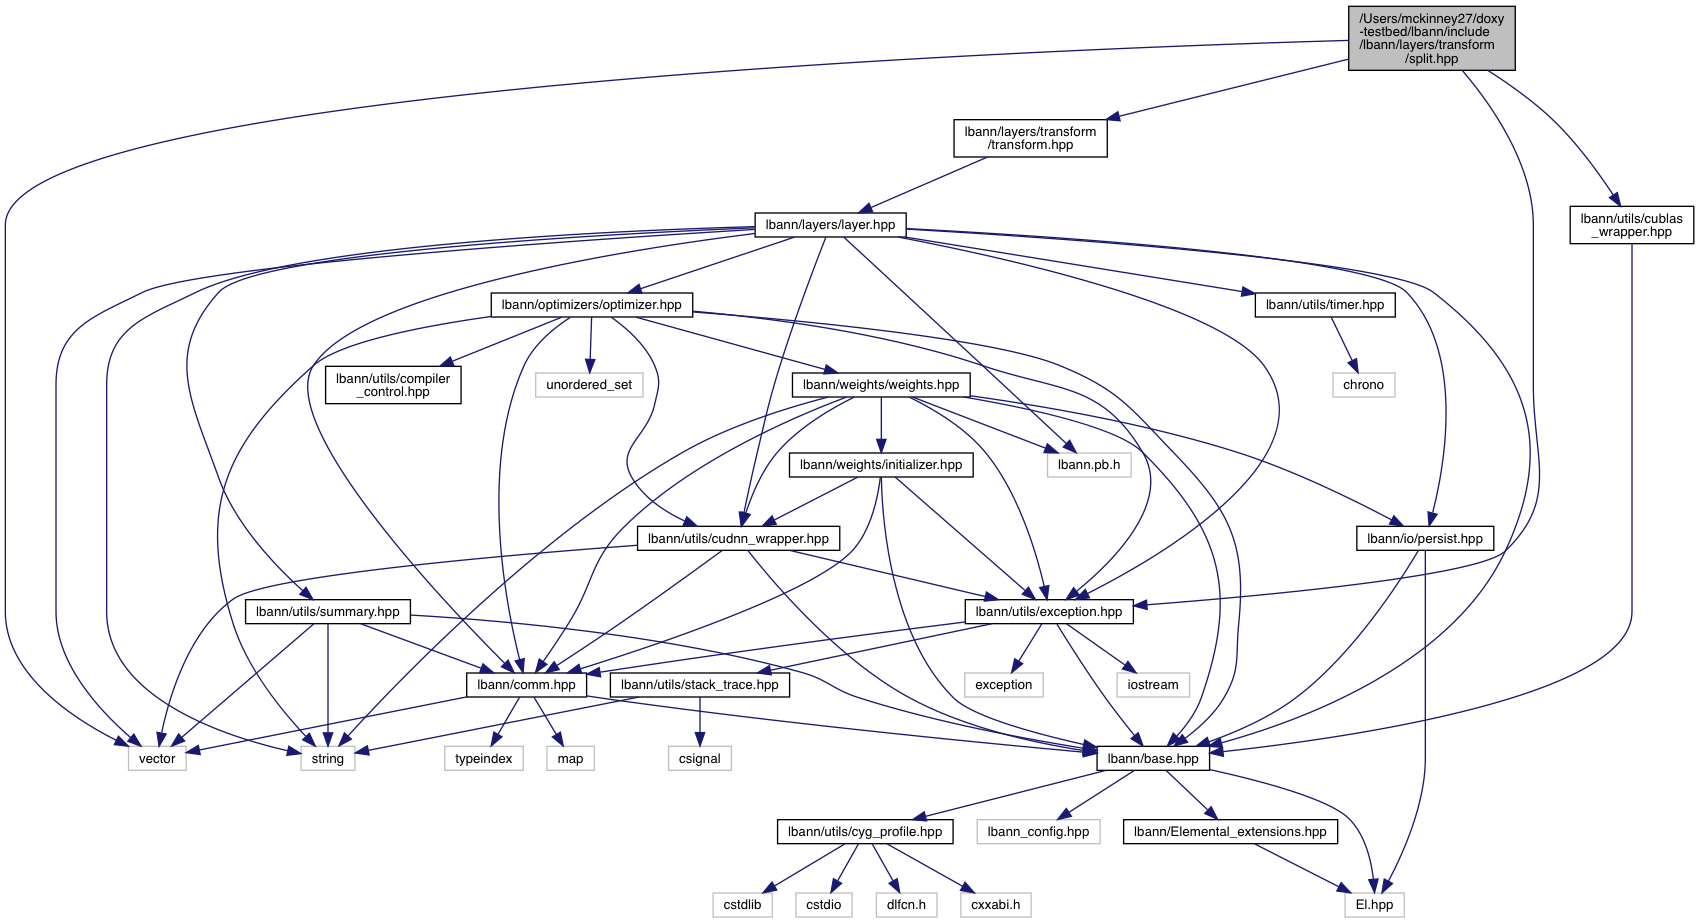 /Users/mckinney27/doxy
-testbed/lbann/include
/lbann/layers/transform
/split.hpp
lbann/layers/transform
/transform.hpp
lbann/utils/cublas
_wrapper.hpp
lbann/layers/layer.hpp
lbann/optimizers/optimizer.hpp
lbann/utils/timer.hpp
lbann/utils/compiler
_control.hpp
unordered_set
lbann/weights/weights.hpp
chrono
lbann/weights/initializer.hpp
lbann.pb.h
lbann/utils/cudnn_wrapper.hpp
lbann/io/persist.hpp
lbann/utils/summary.hpp
lbann/utils/exception.hpp
lbann/comm.hpp
lbann/utils/stack_trace.hpp
exception
iostream
vector
string
typeindex
map
csignal
lbann/base.hpp
lbann/utils/cyg_profile.hpp
lbann_config.hpp
lbann/Elemental_extensions.hpp
cstdlib
cstdio
dlfcn.h
cxxabi.h
El.hpp